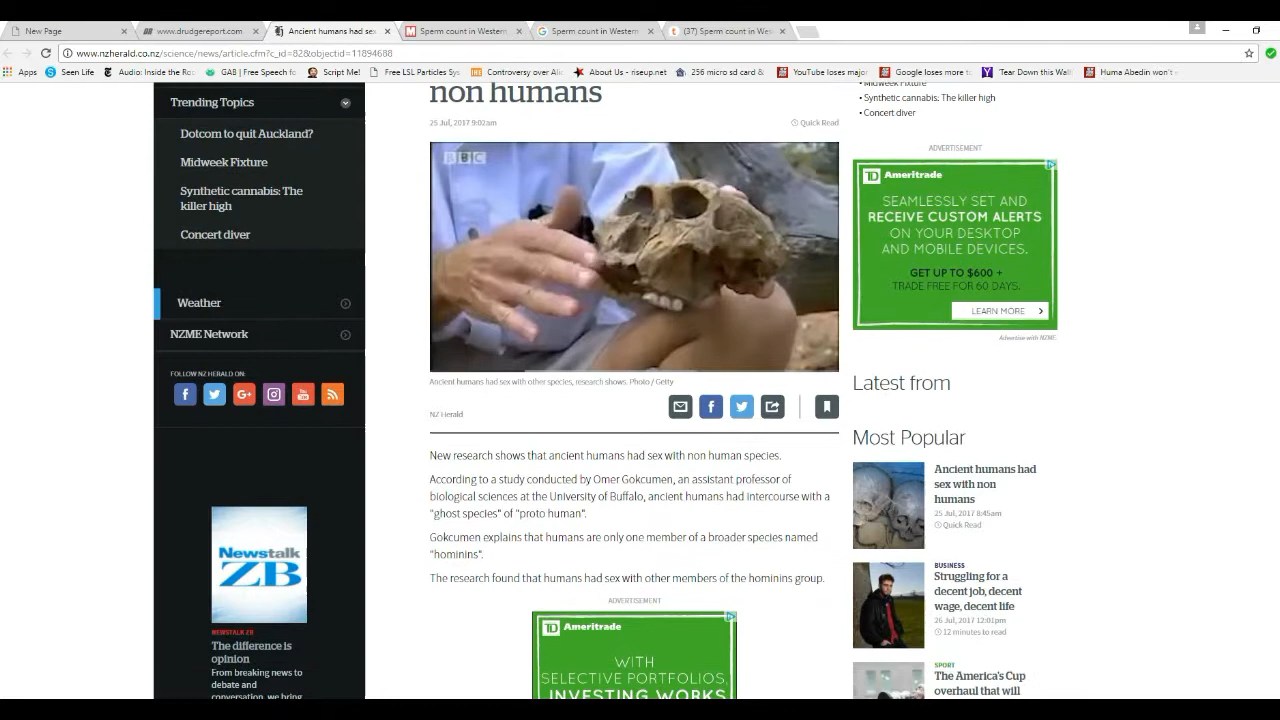 New Page
www.drudgereport.com
Ancient humans had sex
Sperm count in Western
Sperm count in Western
(37) Sperm count in Wes
www.nzherald.co.nz/science/news/article.cfm?c_id=82&objectid=11894688
Apps
Seen Life
Audio: Inside the Ro
GAB | Free Speech fo
Script Me!
Free LSL Particles Sys
Controversy over Alie
About Us - riseup.net
256 micro sd card &
YouTube loses major
Google loses more
Tear Down this Wall
Huma Abedin won't
Trending Topics
Dotcom to quit Auckland?
Midweek Fixture
Synthetic cannabis: The
killer high
Concert diver
Weather
NZME Network
FOLLOW NZ HERALD ON:
Newstalk
ZB
NEWSTALK ZB
The difference is
opinion
From breaking news to
debate and
conversation, we bring
non humans
25 Jul, 2017 9:02am
Quick Read
BBC
Ancient humans had sex with other species, research shows. Photo / Getty
NZ Herald
New research shows that ancient humans had sex with non human species.
According to a study conducted by Omer Gokcumen, an assistant professor of
biological sciences at the University of Buffalo, ancient humans had intercourse with a
"ghost species" of "proto human".
Gokcumen explains that humans are only one member of a broader species named
"hominins".
The research found that humans had sex with other members of the hominins group.
ADVERTISEMENT
TD Ameritrade
WITH
SELECTIVE PORTFOLIOS,
INVESTING WORKS
• Midweek Fixture
• Synthetic cannabis: The killer high
• Concert diver
ADVERTISEMENT
TD Ameritrade
SEAMLESSLY SET AND
RECEIVE CUSTOM ALERTS
ON YOUR DESKTOP
AND MOBILE DEVICES.
GET UP TO $600 +
TRADE FREE FOR 60 DAYS.
LEARN MORE
Advertise with NZME.
Latest from
Most Popular
Ancient humans had
sex with non
humans
25 Jul, 2017 8:45am
Quick Read
BUSINESS
Struggling for a
decent job, decent
wage, decent life
26 Jul, 2017 12:02pm
12 minutes to read
SPORT
The America's Cup
overhaul that will